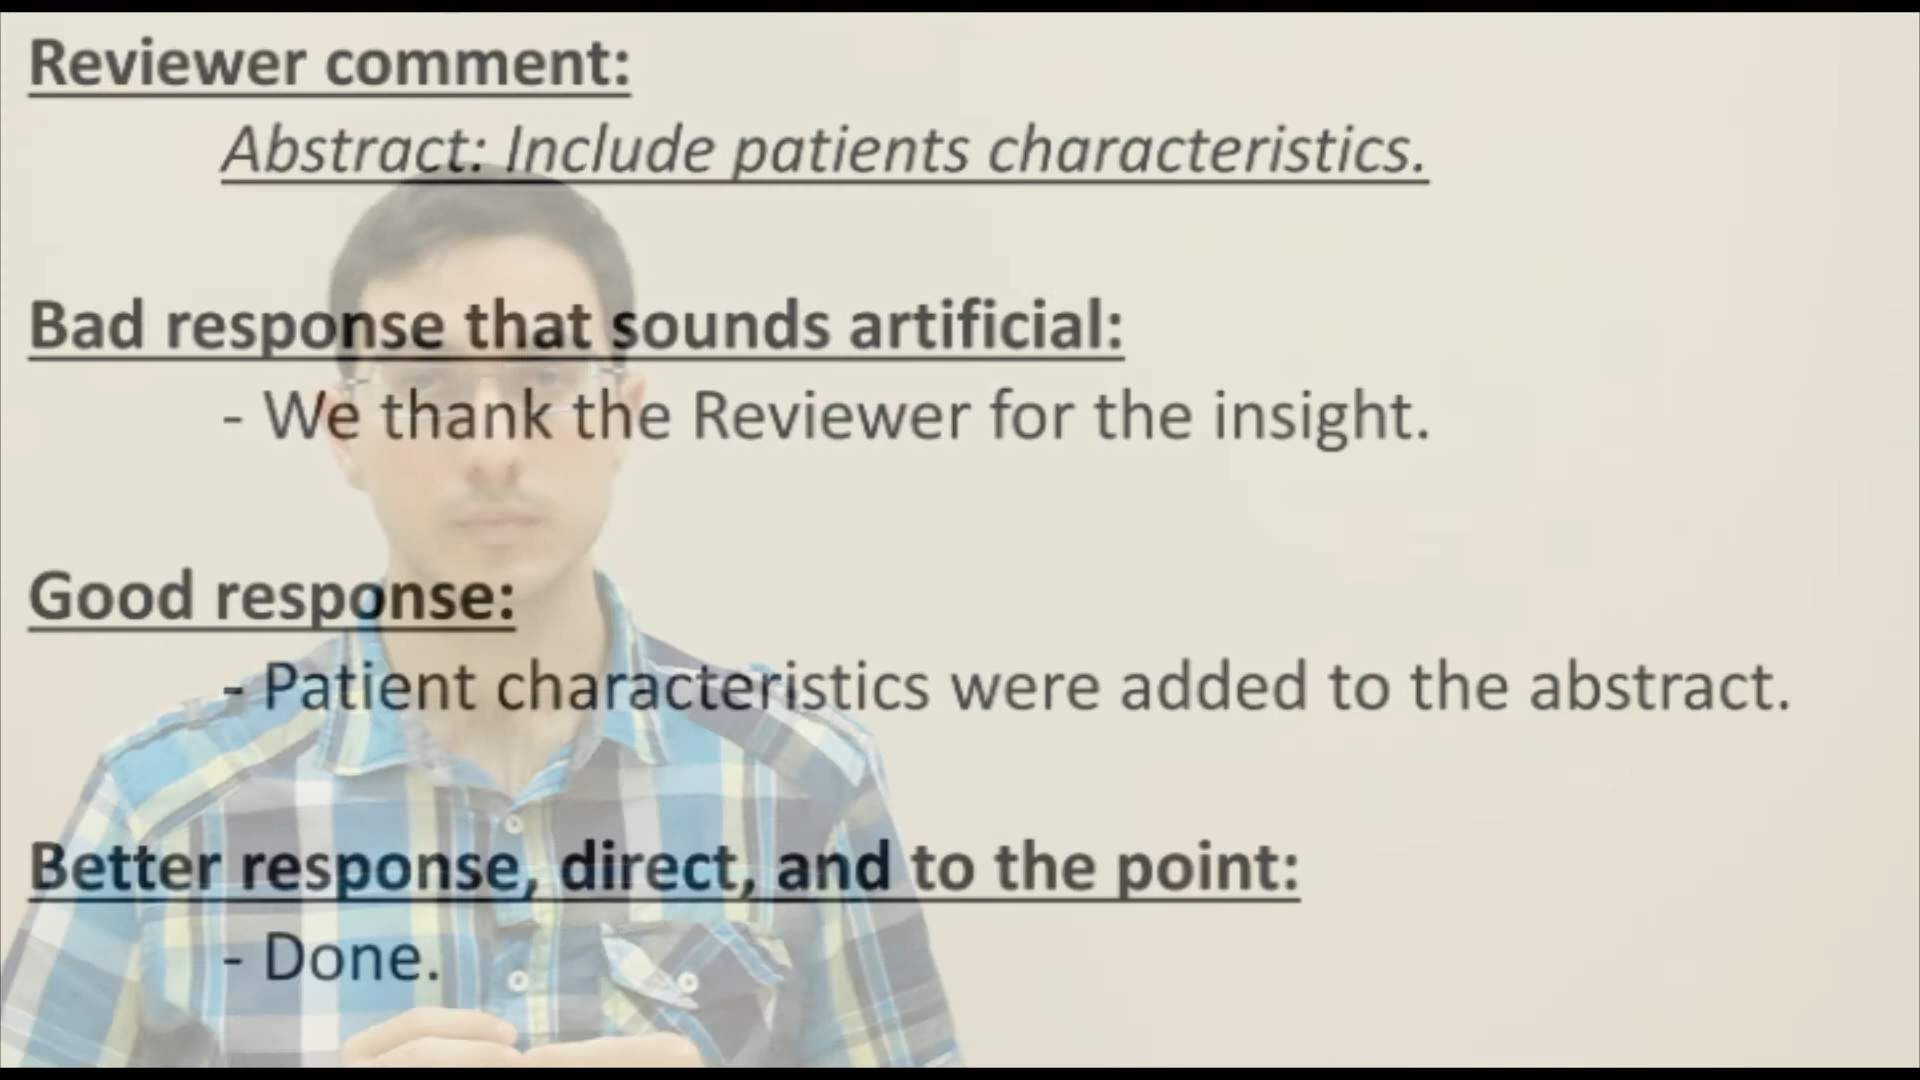 Reviewer comment:
Abstract: Include patients characteristics.
Bad response that sounds artificial:
- We thank the Reviewer for the insight.
Good response:
- Patient characteristics were added to the abstract.
Better response, direct, and to the point:
- Done.